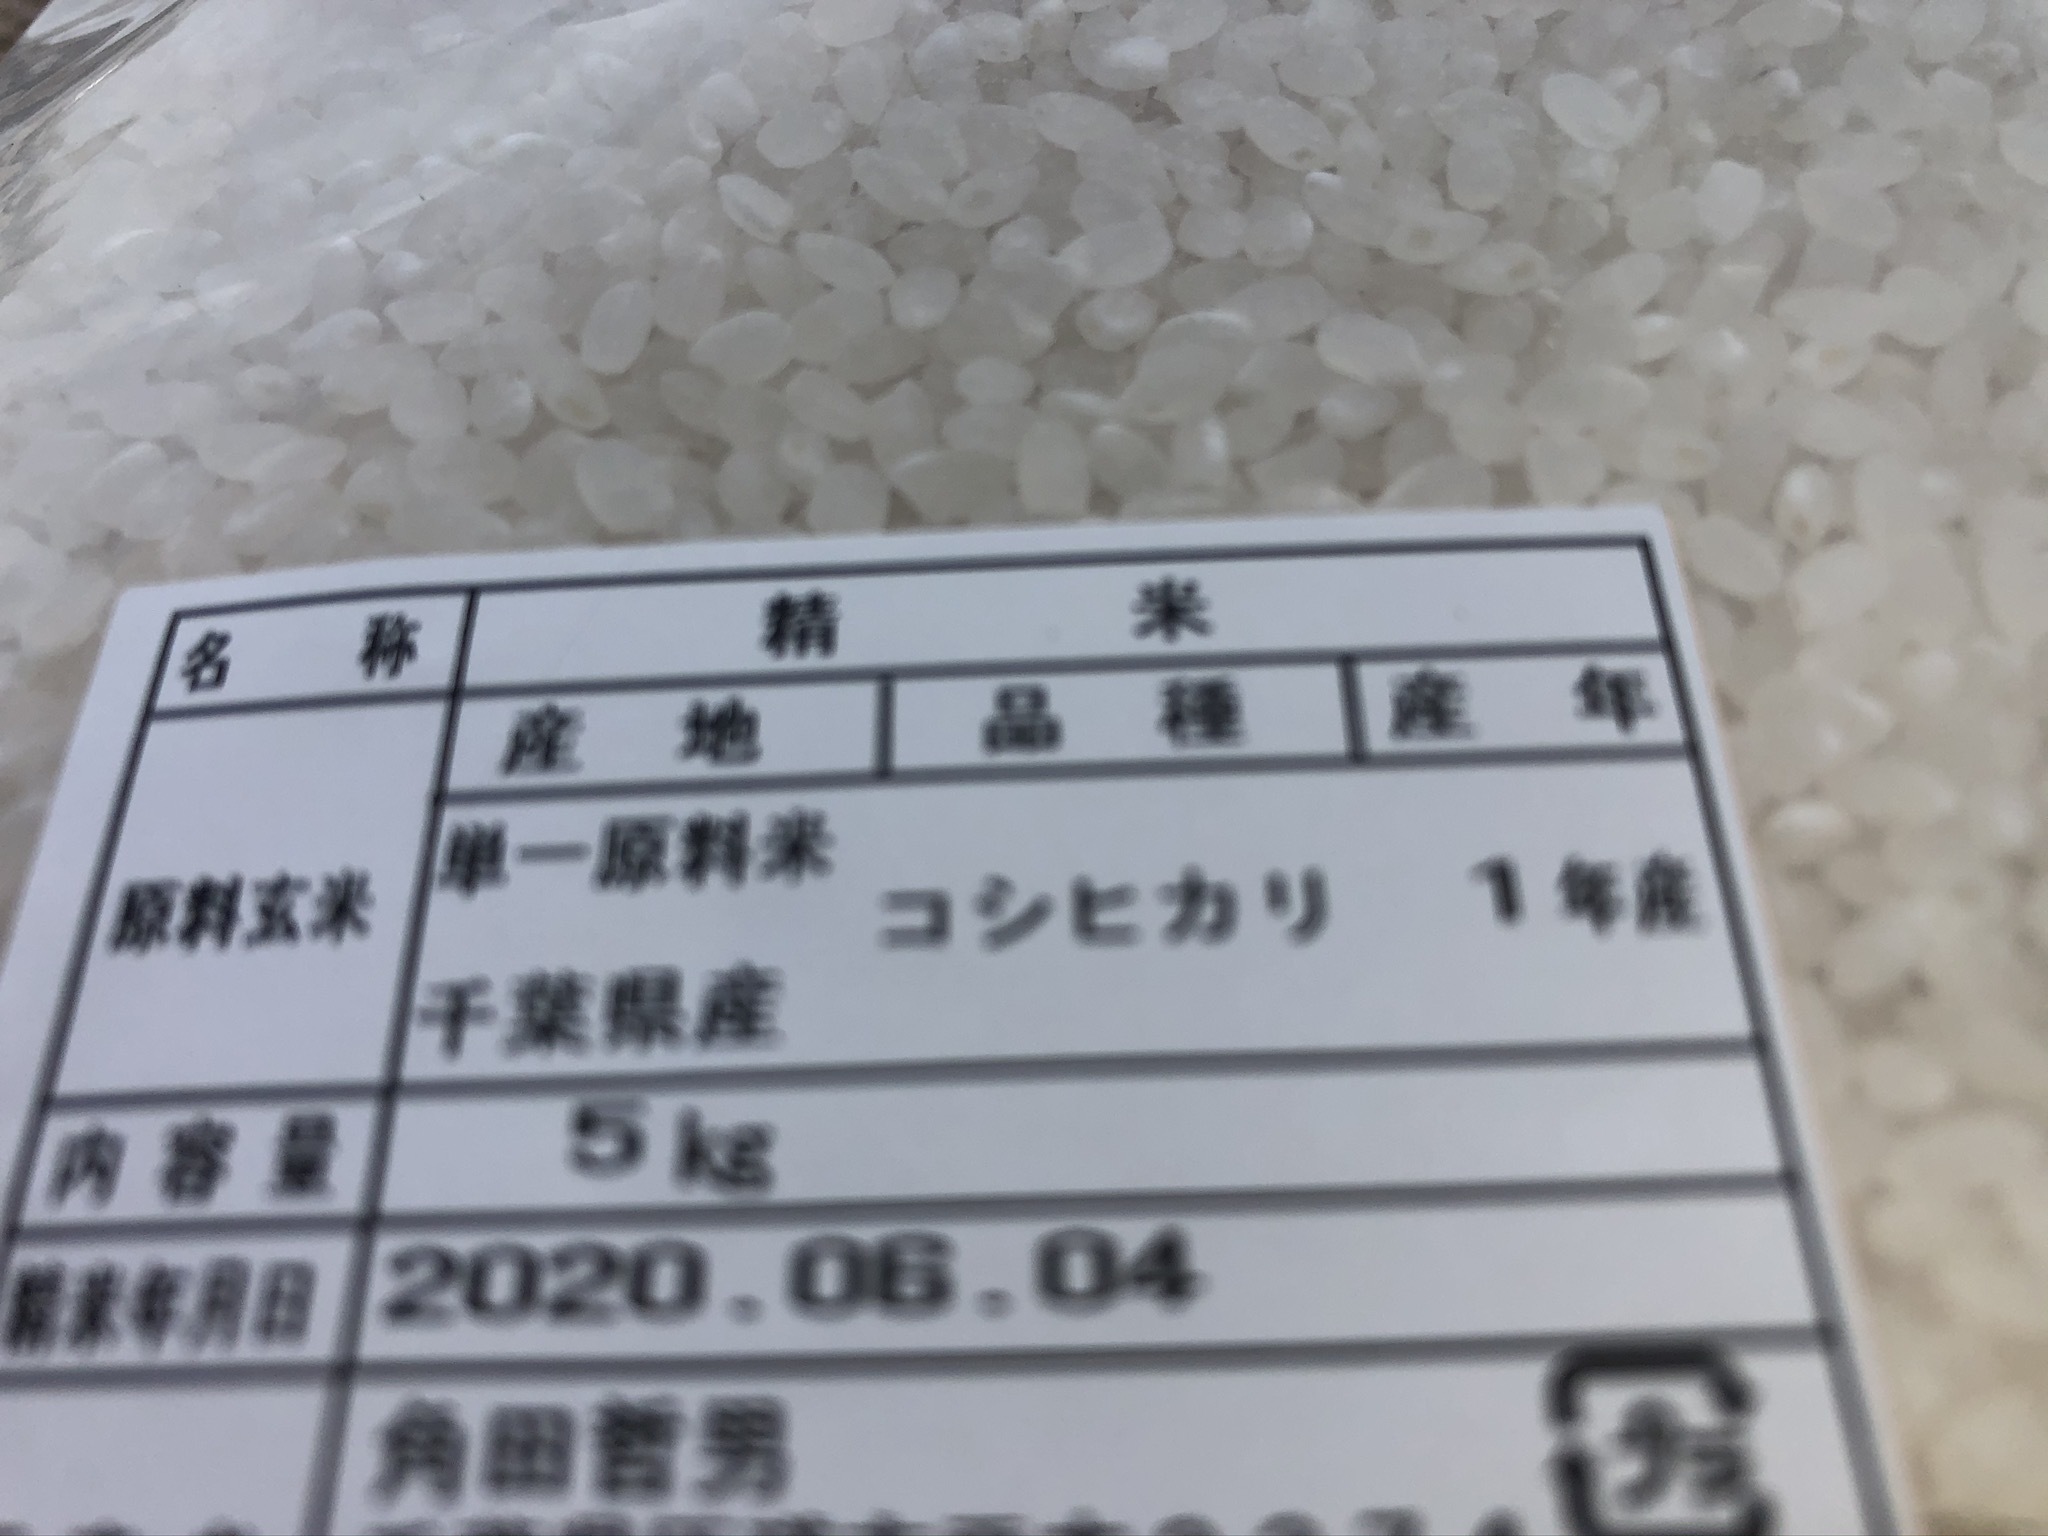 名称 精米
産地 品種 産年
原料玄米 単一原料米 コシヒカリ 1年産
千葉県産
内容量 5kg
精米年月日 2020.06.04
角田哲男
プラ